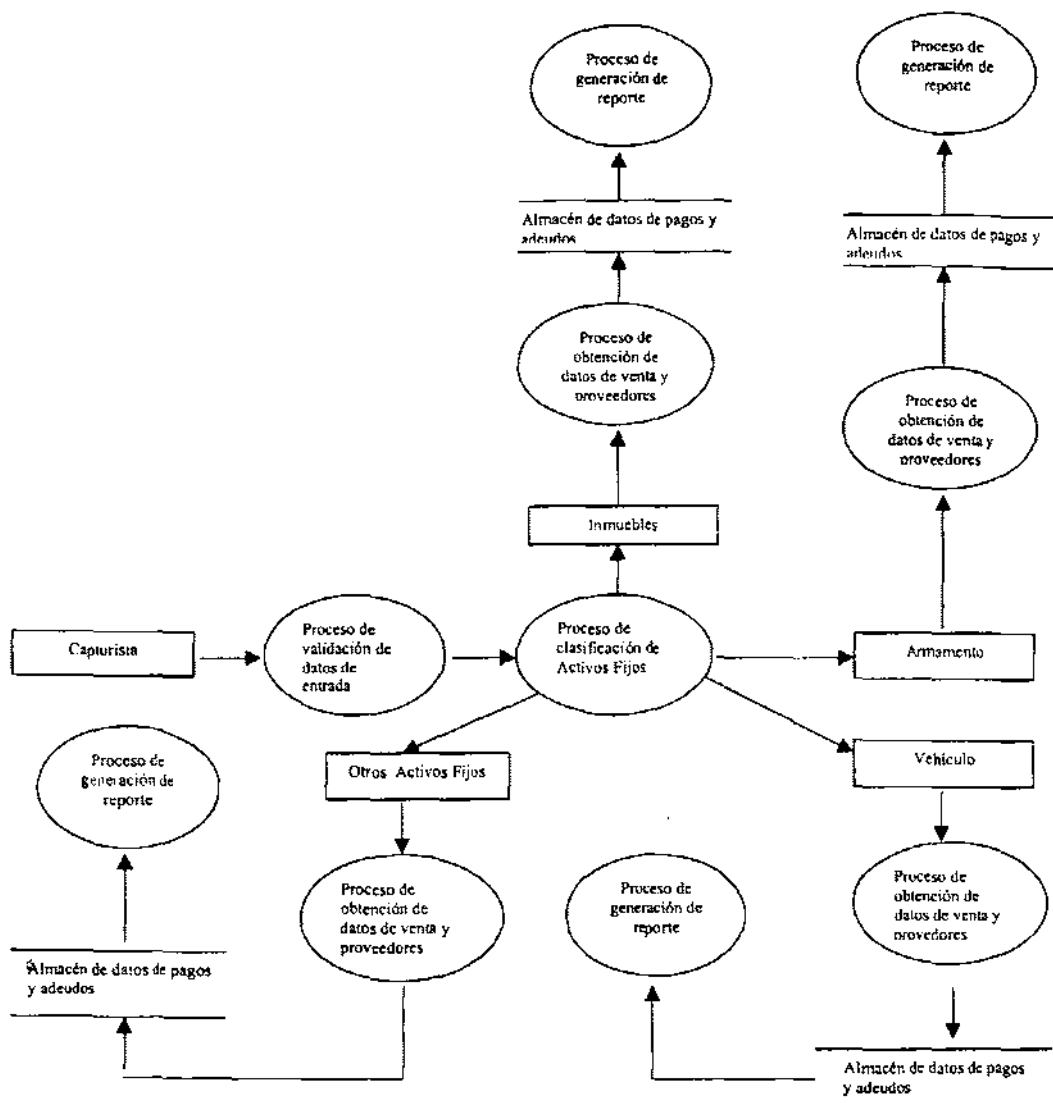 Proceso de
generación de
reporte
Proceso de
generación de
reporte
Almacén de datos de pagos y
adeudos
Almacén de datos de pagos y
adeudos
Proceso de
obtención de
datos de venta y
proveedores
Proceso de
obtención de
datos de venta y
proveedores
Inmuebles
Capturista
Proceso de
validación de
datos de
entrada
Proceso de
clasificación de
Activos Fijos
Armamento
Proceso de
generación de
reporte
Otros Activos Fijos
Vehículo
Proceso de
obtención de
datos de venta y
proveedores
Proceso de
generación de
reporte
Proceso de
obtención de
datos de venta y
provedores
Almacén de datos de pagos
y adeudos
Almacén de datos de pagos
y adeudos